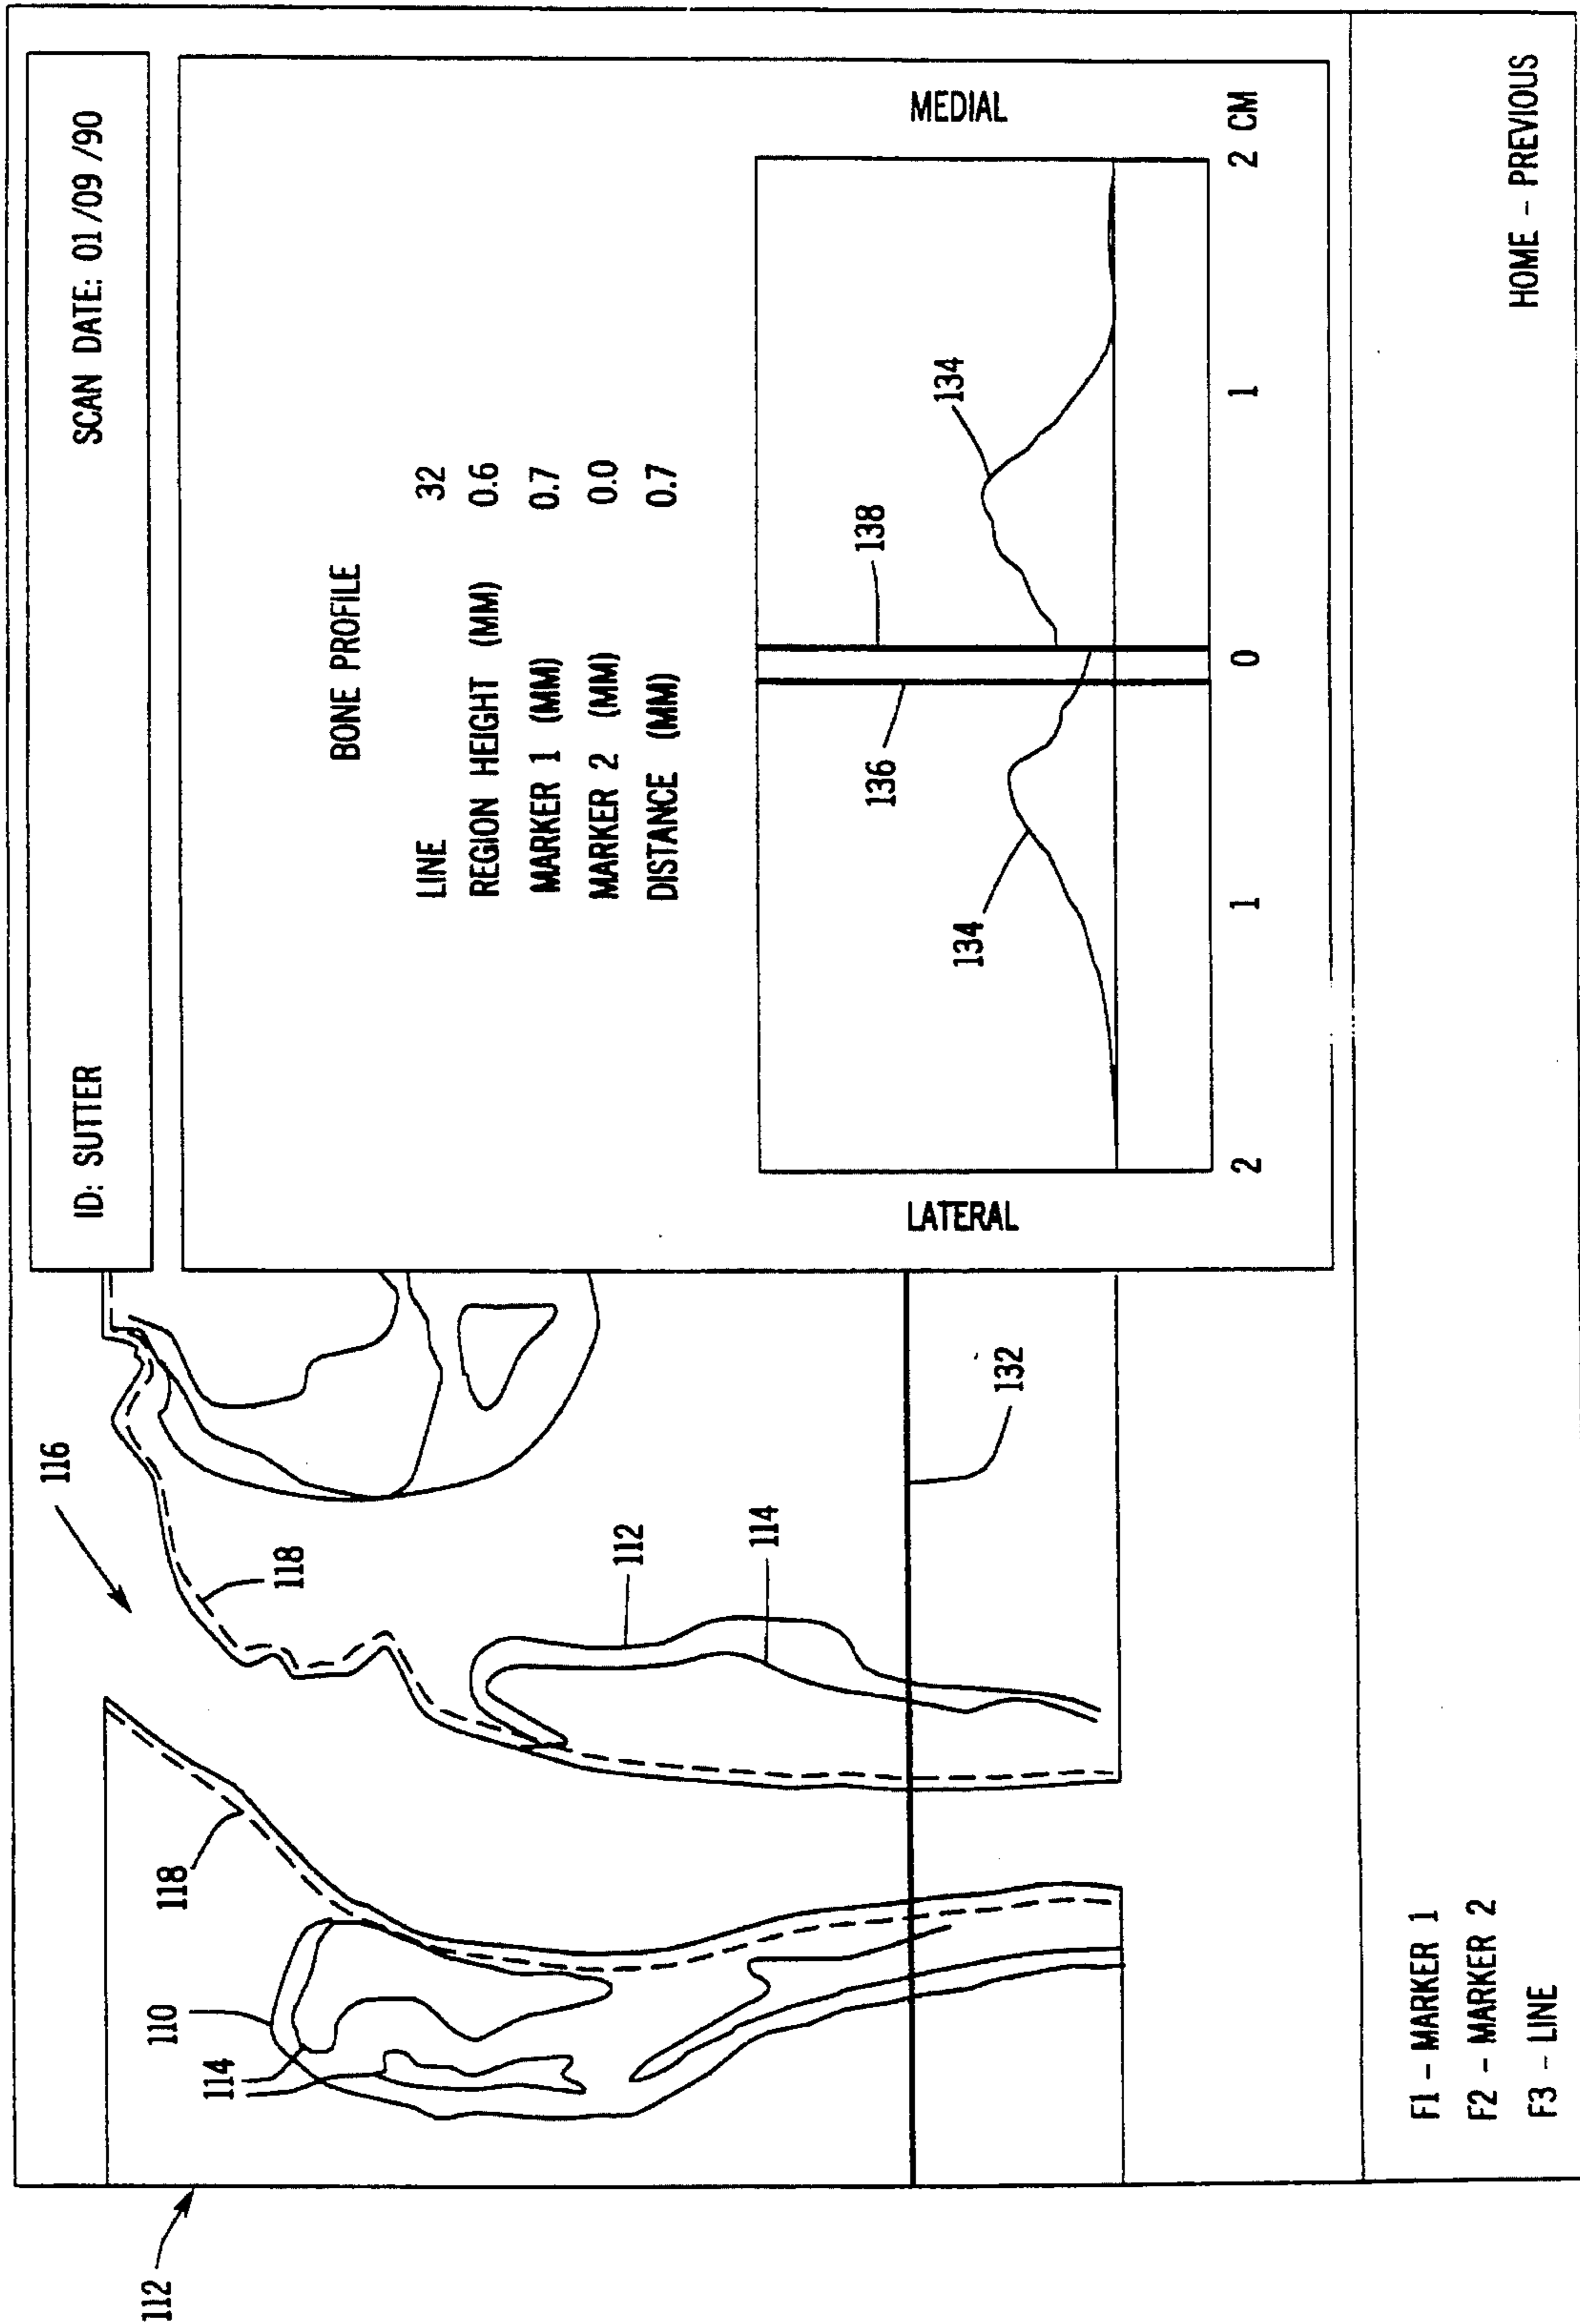 ID: SUTTER SCAN DATE: 01/09/90
BONE PROFILE
LINE 32
REGION HEIGHT (MM) 0.6
MARKER 1 (MM) 0.7
MARKER 2 (MM) 0.0
DISTANCE (MM) 0.7
LATERAL
MEDIAL
2 1 0 1 2 CM
134
136
138
134
112
110
114
118
116
118
112
114
132
F1 - MARKER 1
F2 - MARKER 2
F3 - LINE
HOME - PREVIOUS